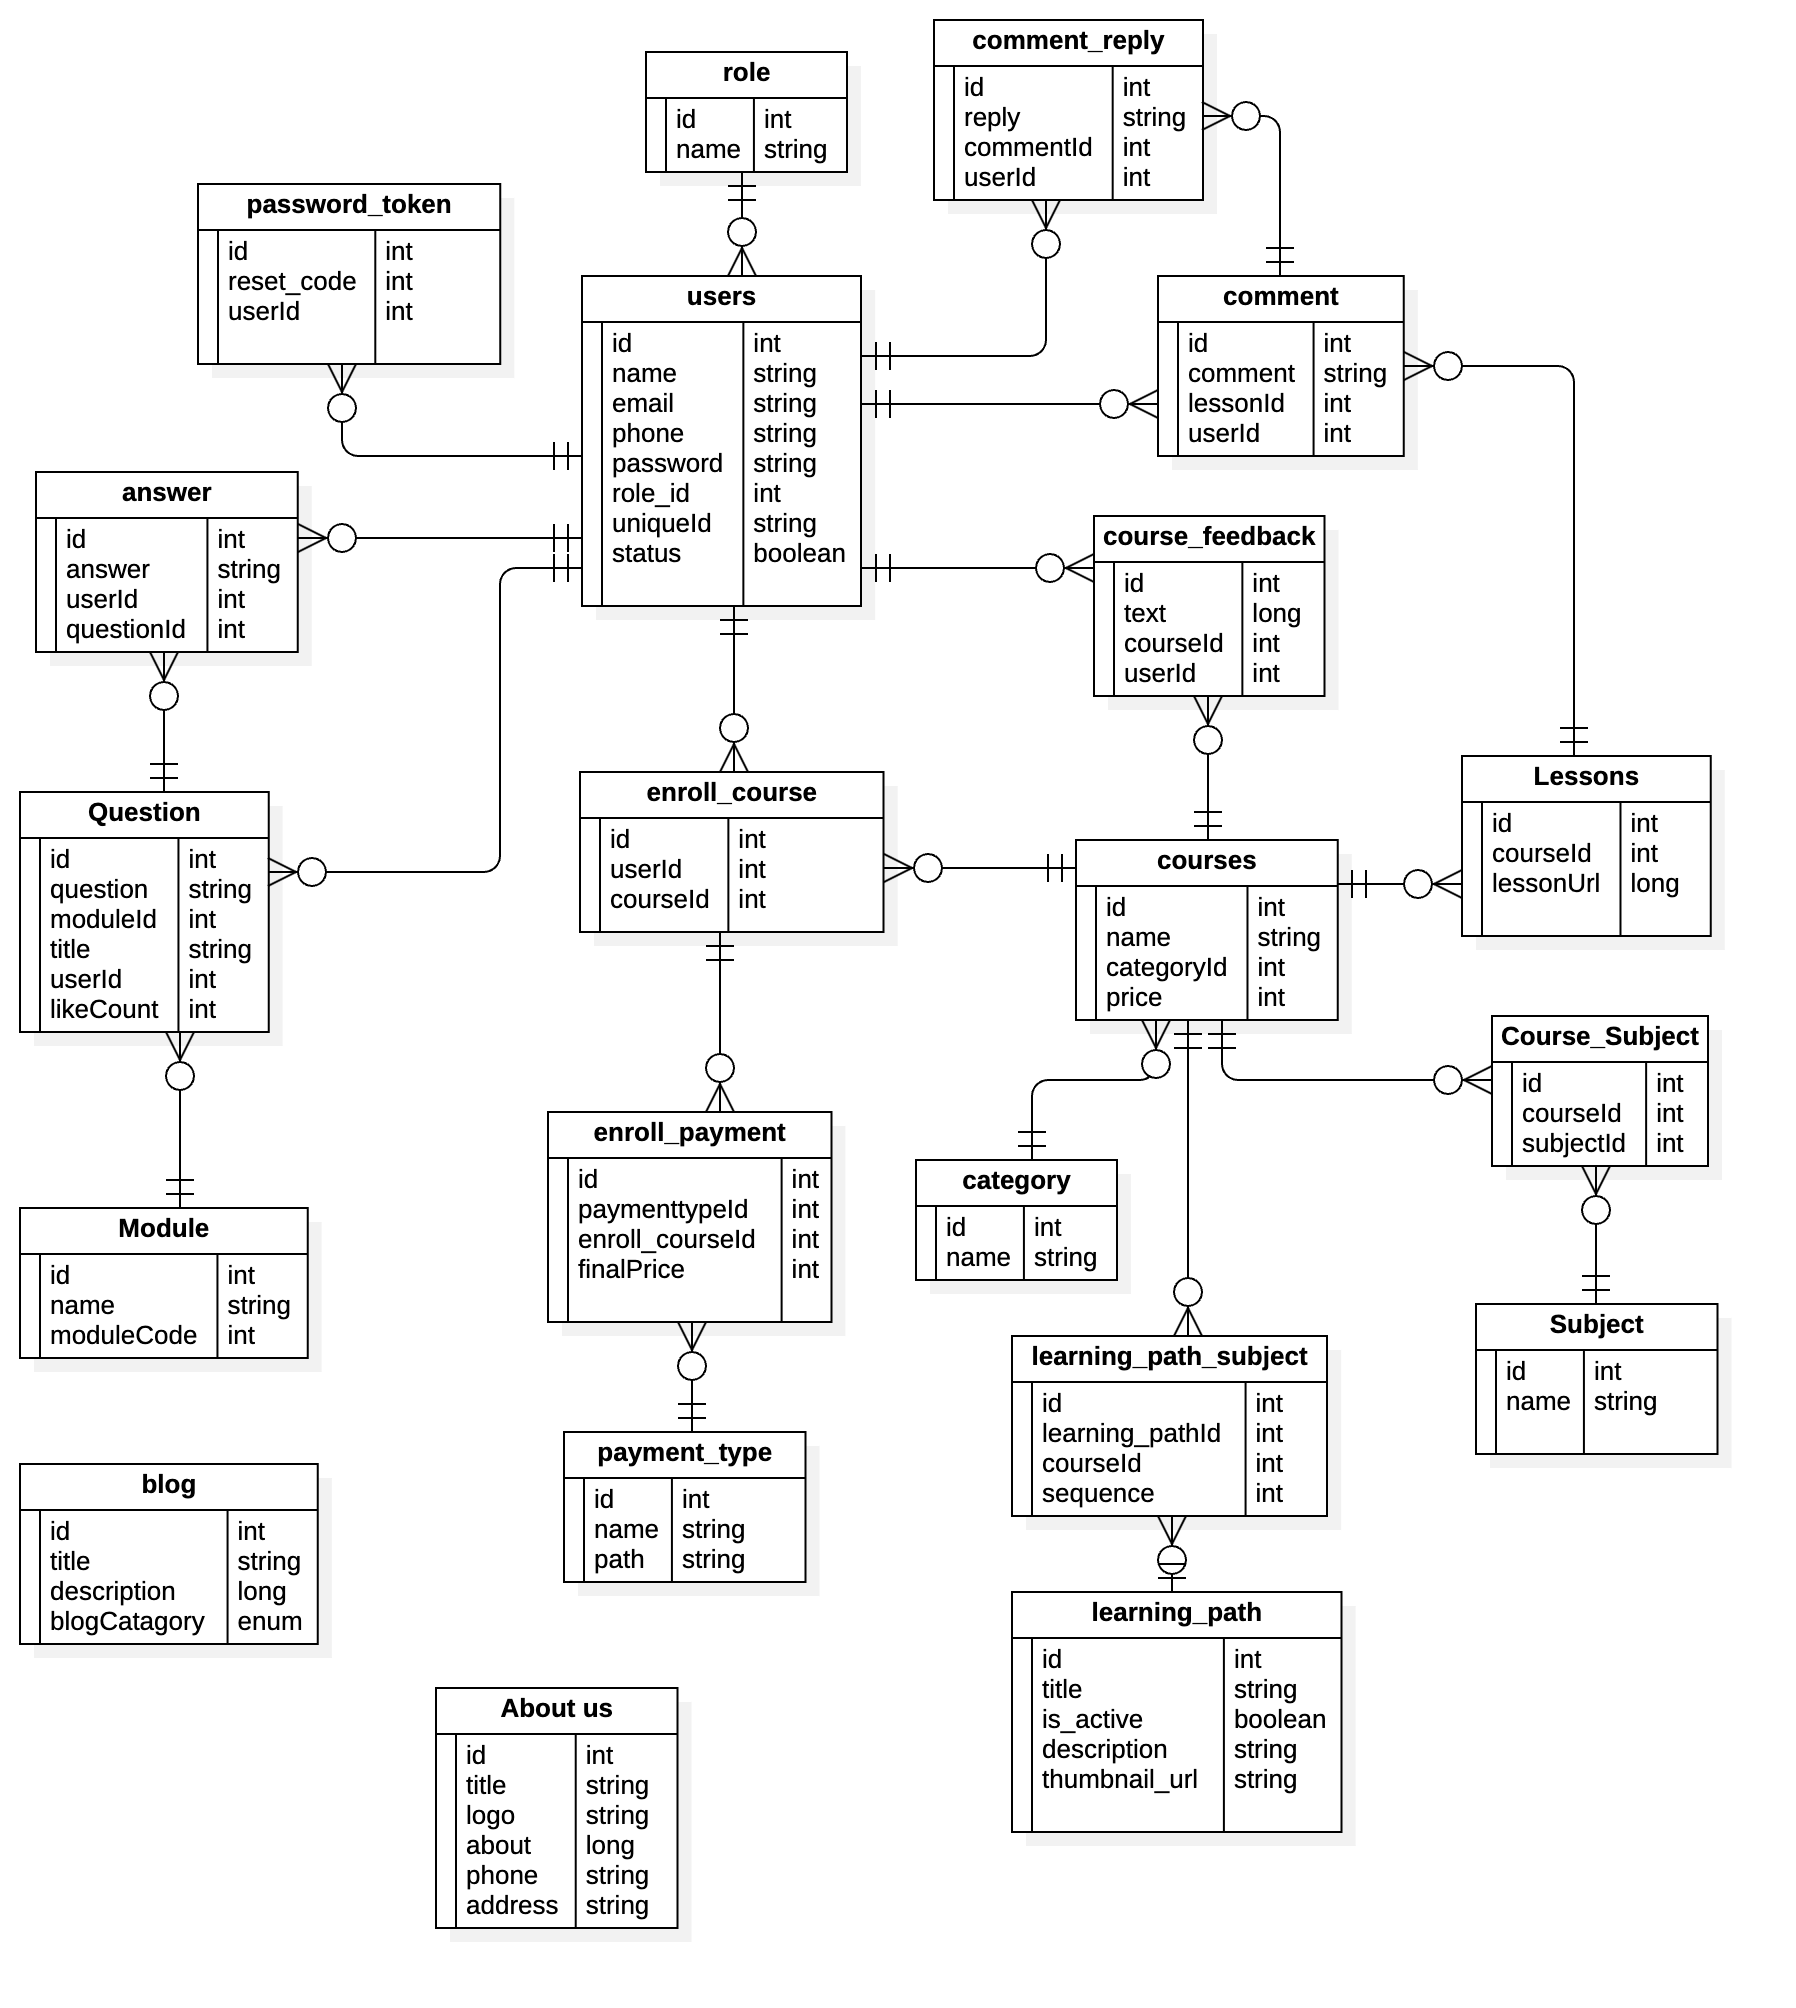 comment_reply
id int
reply string
commentId int
userId int
role
id int
name string
password_token
id int
reset_code int
userId int
users
id int
name string
email string
phone string
password string
role_id int
uniqueId string
status boolean
comment
id int
comment string
lessonId int
userId int
answer
id int
answer string
userId int
questionId int
course_feedback
id int
text long
courseId int
userId int
Question
id int
question string
moduleId int
title string
userId int
likeCount int
enroll_course
id int
userId int
courseId int
courses
id int
name string
categoryId int
price int
Lessons
id int
courseId int
lessonUrl long
Course_Subject
id int
courseId int
subjectId int
enroll_payment
id int
paymenttypeId int
enroll_courseId int
finalPrice int
category
id int
name string
Module
id int
name string
moduleCode int
Subject
id int
name string
learning_path_subject
id int
learning_pathId int
courseId int
sequence int
payment_type
id int
name string
path string
blog
id int
title string
description long
blogCatagory enum
learning_path
id int
title string
is_active boolean
description string
thumbnail_url string
About us
id int
title string
logo string
about long
phone string
address string